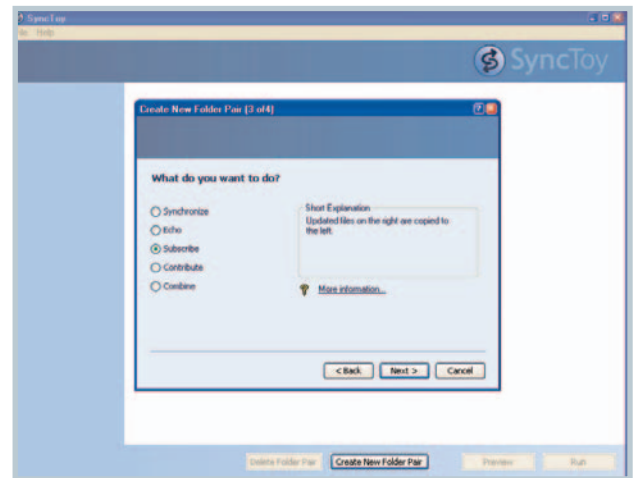 SyncToy
Help
SyncToy
Create New Folder Pair (3 of 4)
What do you want to do?
Synchronize
Echo
Subscribe
Contribute
Combine
Short Explanation
Updated files on the right are copied to
the left.
More information...
< Back Next > Cancel
Delete Folder Pair Create New Folder Pair Preview Run